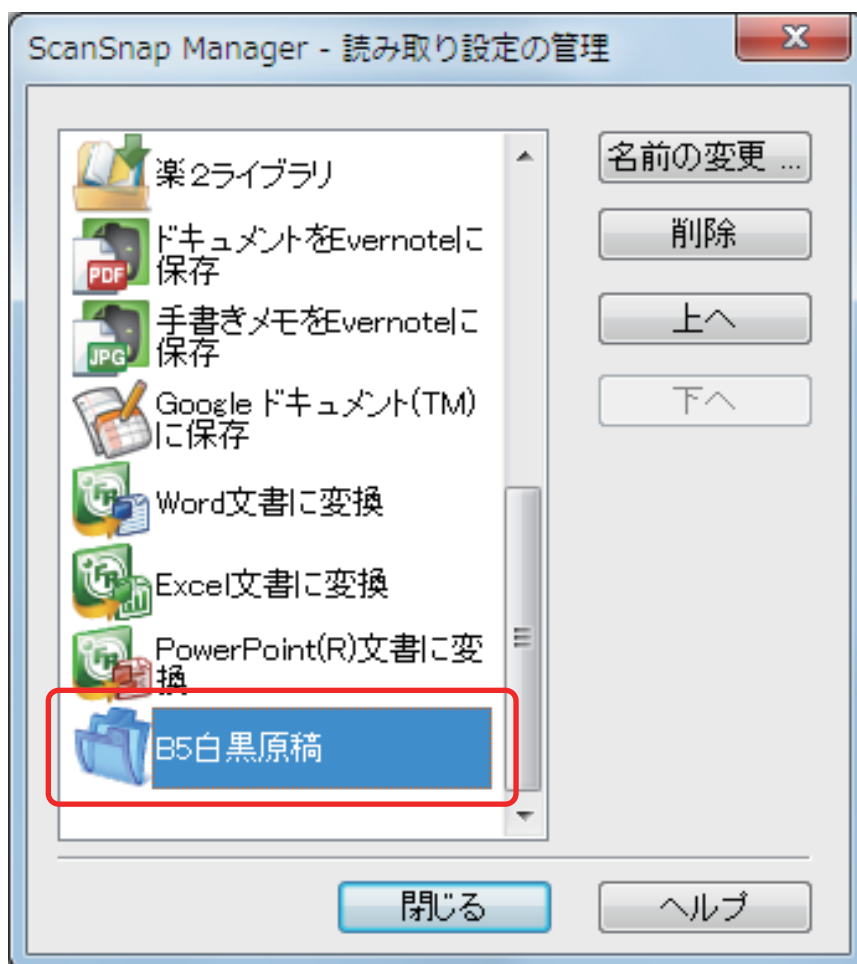 ScanSnap Manager - 読み取り設定の管理
楽2ライブラリ
ドキュメントをEvernoteに
保存
PDF
手書きメモをEvernoteに
保存
JPG
Google ドキュメント(TM)
に保存
Word文書に変換
Excel文書に変換
PowerPoint(R)文書に変
換
B5白黒原稿
名前の変更 ...
削除
上へ
下へ
閉じる
ヘルプ